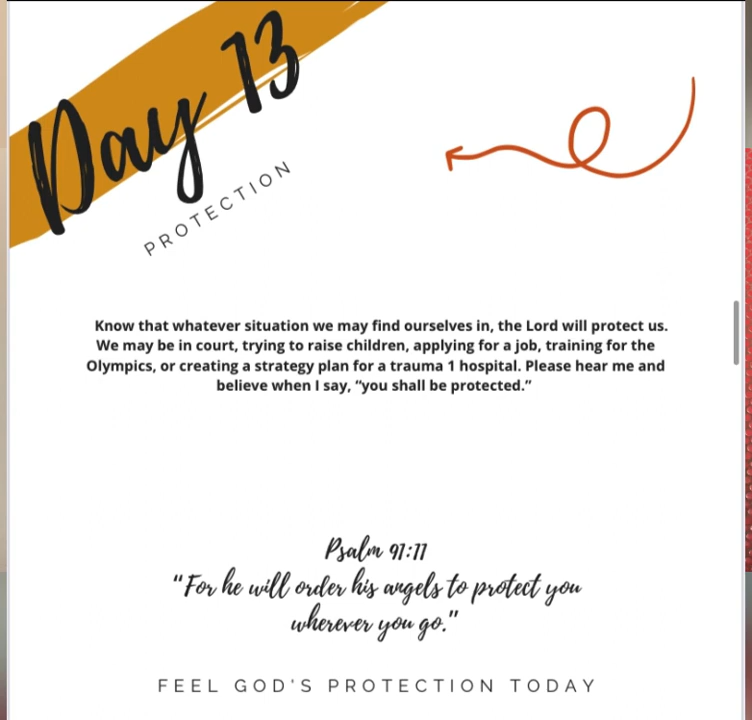 Day 13
PROTECTION
Know that whatever situation we may find ourselves in, the Lord will protect us.
We may be in court, trying to raise children, applying for a job, training for the
Olympics, or creating a strategy plan for a trauma 1 hospital. Please hear me and
believe when I say, “you shall be protected.”
Psalm 91:11
"For he will order his angels to protect you
wherever you go."
FEEL GOD'S PROTECTION TODAY